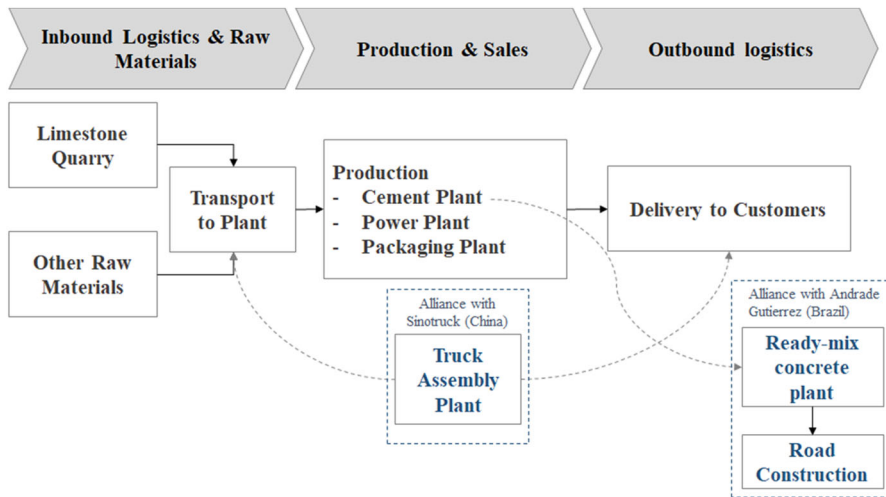 Inbound Logistics & Raw
Materials
Production & Sales
Outbound logistics
Limestone
Quarry
Other Raw
Materials
Transport
to Plant
Production
- Cement Plant
- Power Plant
- Packaging Plant
Delivery to Customers
Alliance with
Sinotruck (China)
Truck
Assembly
Plant
Alliance with Andrade
Gutierrez (Brazil)
Ready-mix
concrete
plant
Road
Construction